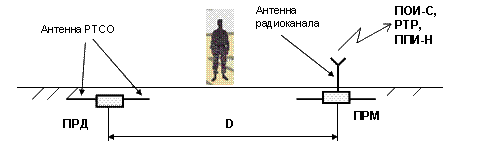 Антенна РТСО
Антенна
радиоканала
ПОИ-С,
РТР,
ППИ-Н
ПРД
D
ПРМ